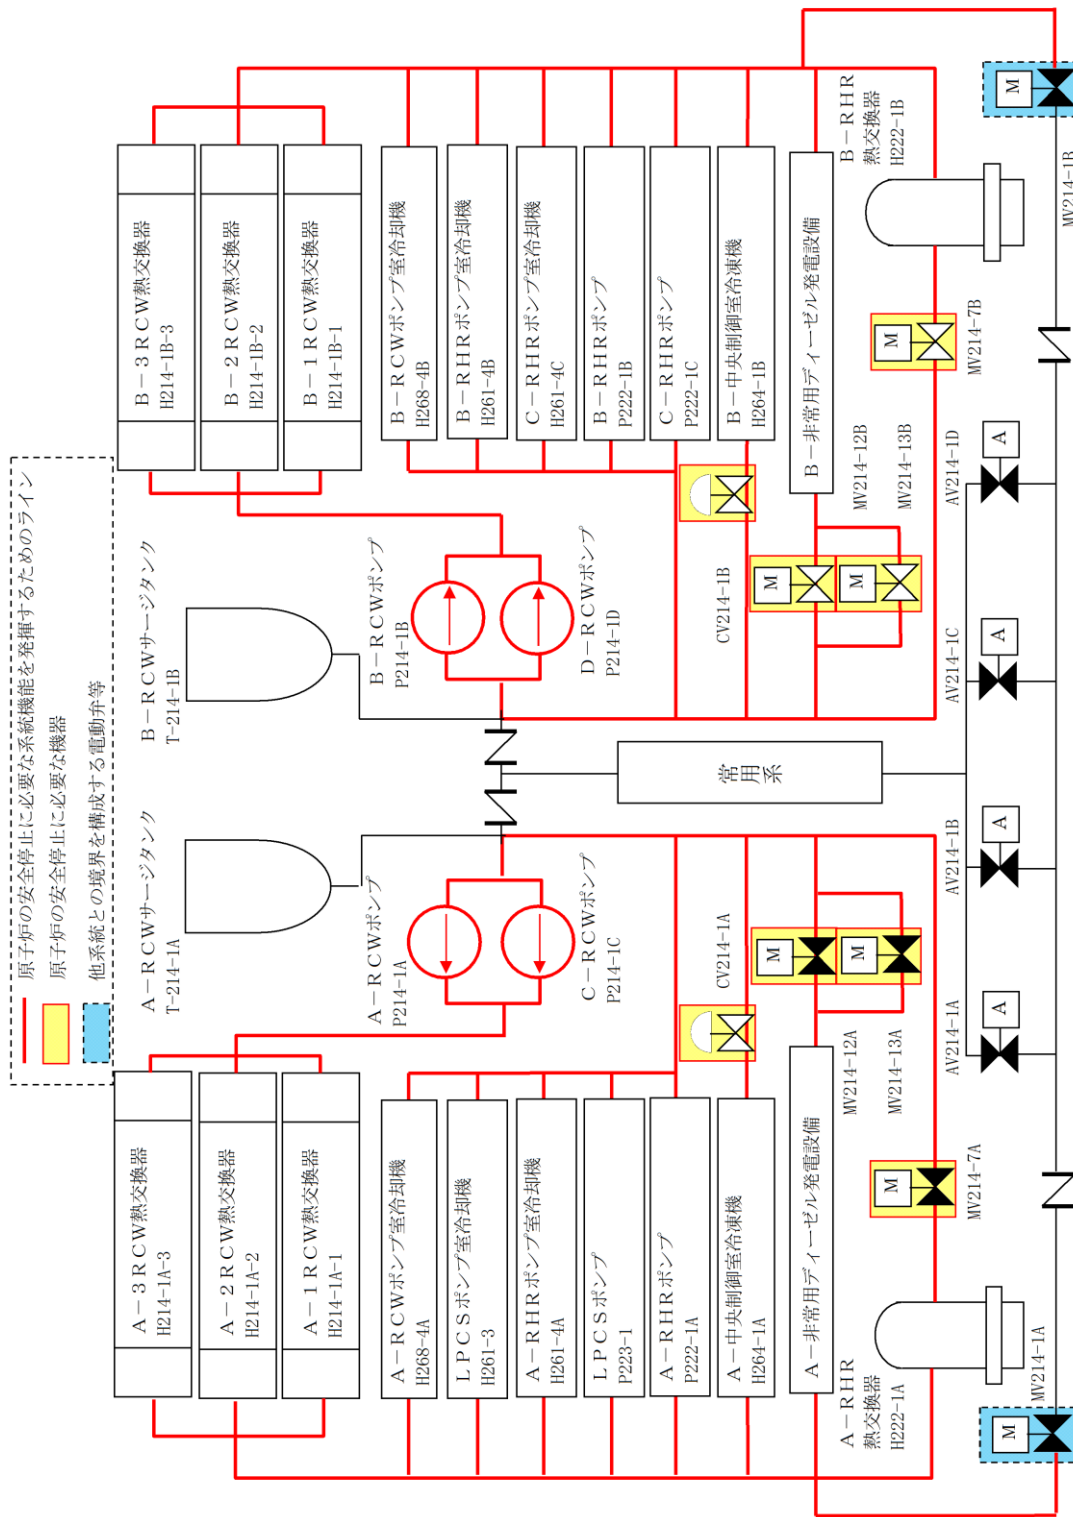 原子炉の安全停止に必要な系統機能を発揮するためのライン
原子炉の安全停止に必要な機器
他系統との境界を構成する電動弁等
A－RCWサージタンク
T-214-1A
B－RCWサージタンク
T-214-1B
A－3RCW熱交換器
H214-1A-3
A－2RCW熱交換器
H214-1A-2
A－1RCW熱交換器
H214-1A-1
B－3RCW熱交換器
H214-1B-3
B－2RCW熱交換器
H214-1B-2
B－1RCW熱交換器
H214-1B-1
A－RCWポンプ
P214-1A
C－RCWポンプ
P214-1C
B－RCWポンプ
P214-1B
D－RCWポンプ
P214-1D
A－RCWポンプ室冷却機
H268-4A
LPCSポンプ室冷却機
H261-3
A－RHRポンプ室冷却機
H261-4A
LPCSポンプ
P223-1
A－RHRポンプ
P222-1A
A－中央制御室冷凍機
H264-1A
A－非常用ディーゼル発電設備
B－RCWポンプ室冷却機
H268-4B
B－RHRポンプ室冷却機
H261-4B
C－RHRポンプ室冷却機
H261-4C
B－RHRポンプ
P222-1B
C－RHRポンプ
P222-1C
B－中央制御室冷凍機
H264-1B
B－非常用ディーゼル発電設備
常用系
CV214-1A
CV214-1B
M
M
M
M
MV214-12A
MV214-13A
MV214-12B
MV214-13B
A－RHR
熱交換器
H222-1A
M
MV214-7A
B－RHR
熱交換器
H222-1B
M
MV214-7B
AV214-1A
A
AV214-1B
A
AV214-1C
A
AV214-1D
A
MV214-1A
M
MV214-1B
M